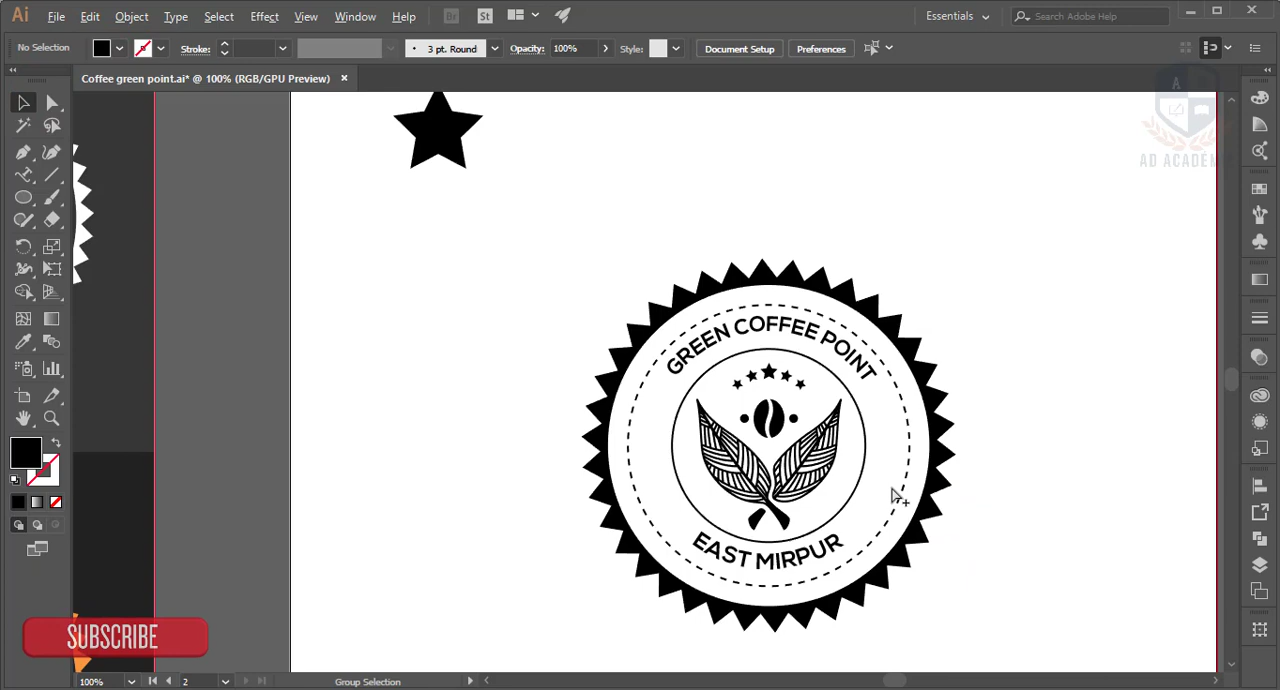 Ai File Edit Object Type Select Effect View Window Help Br St Essentials Search Adobe Help
No Selection Stroke: 3 pt. Round Opacity: 100% Style: Document Setup Preferences
Coffee green point.ai* @ 100% (RGB/GPU Preview)
A
AD ACADEM
GREEN COFFEE POINT
EAST MIRPUR
SUBSCRIBE
100% 2 Group Selection